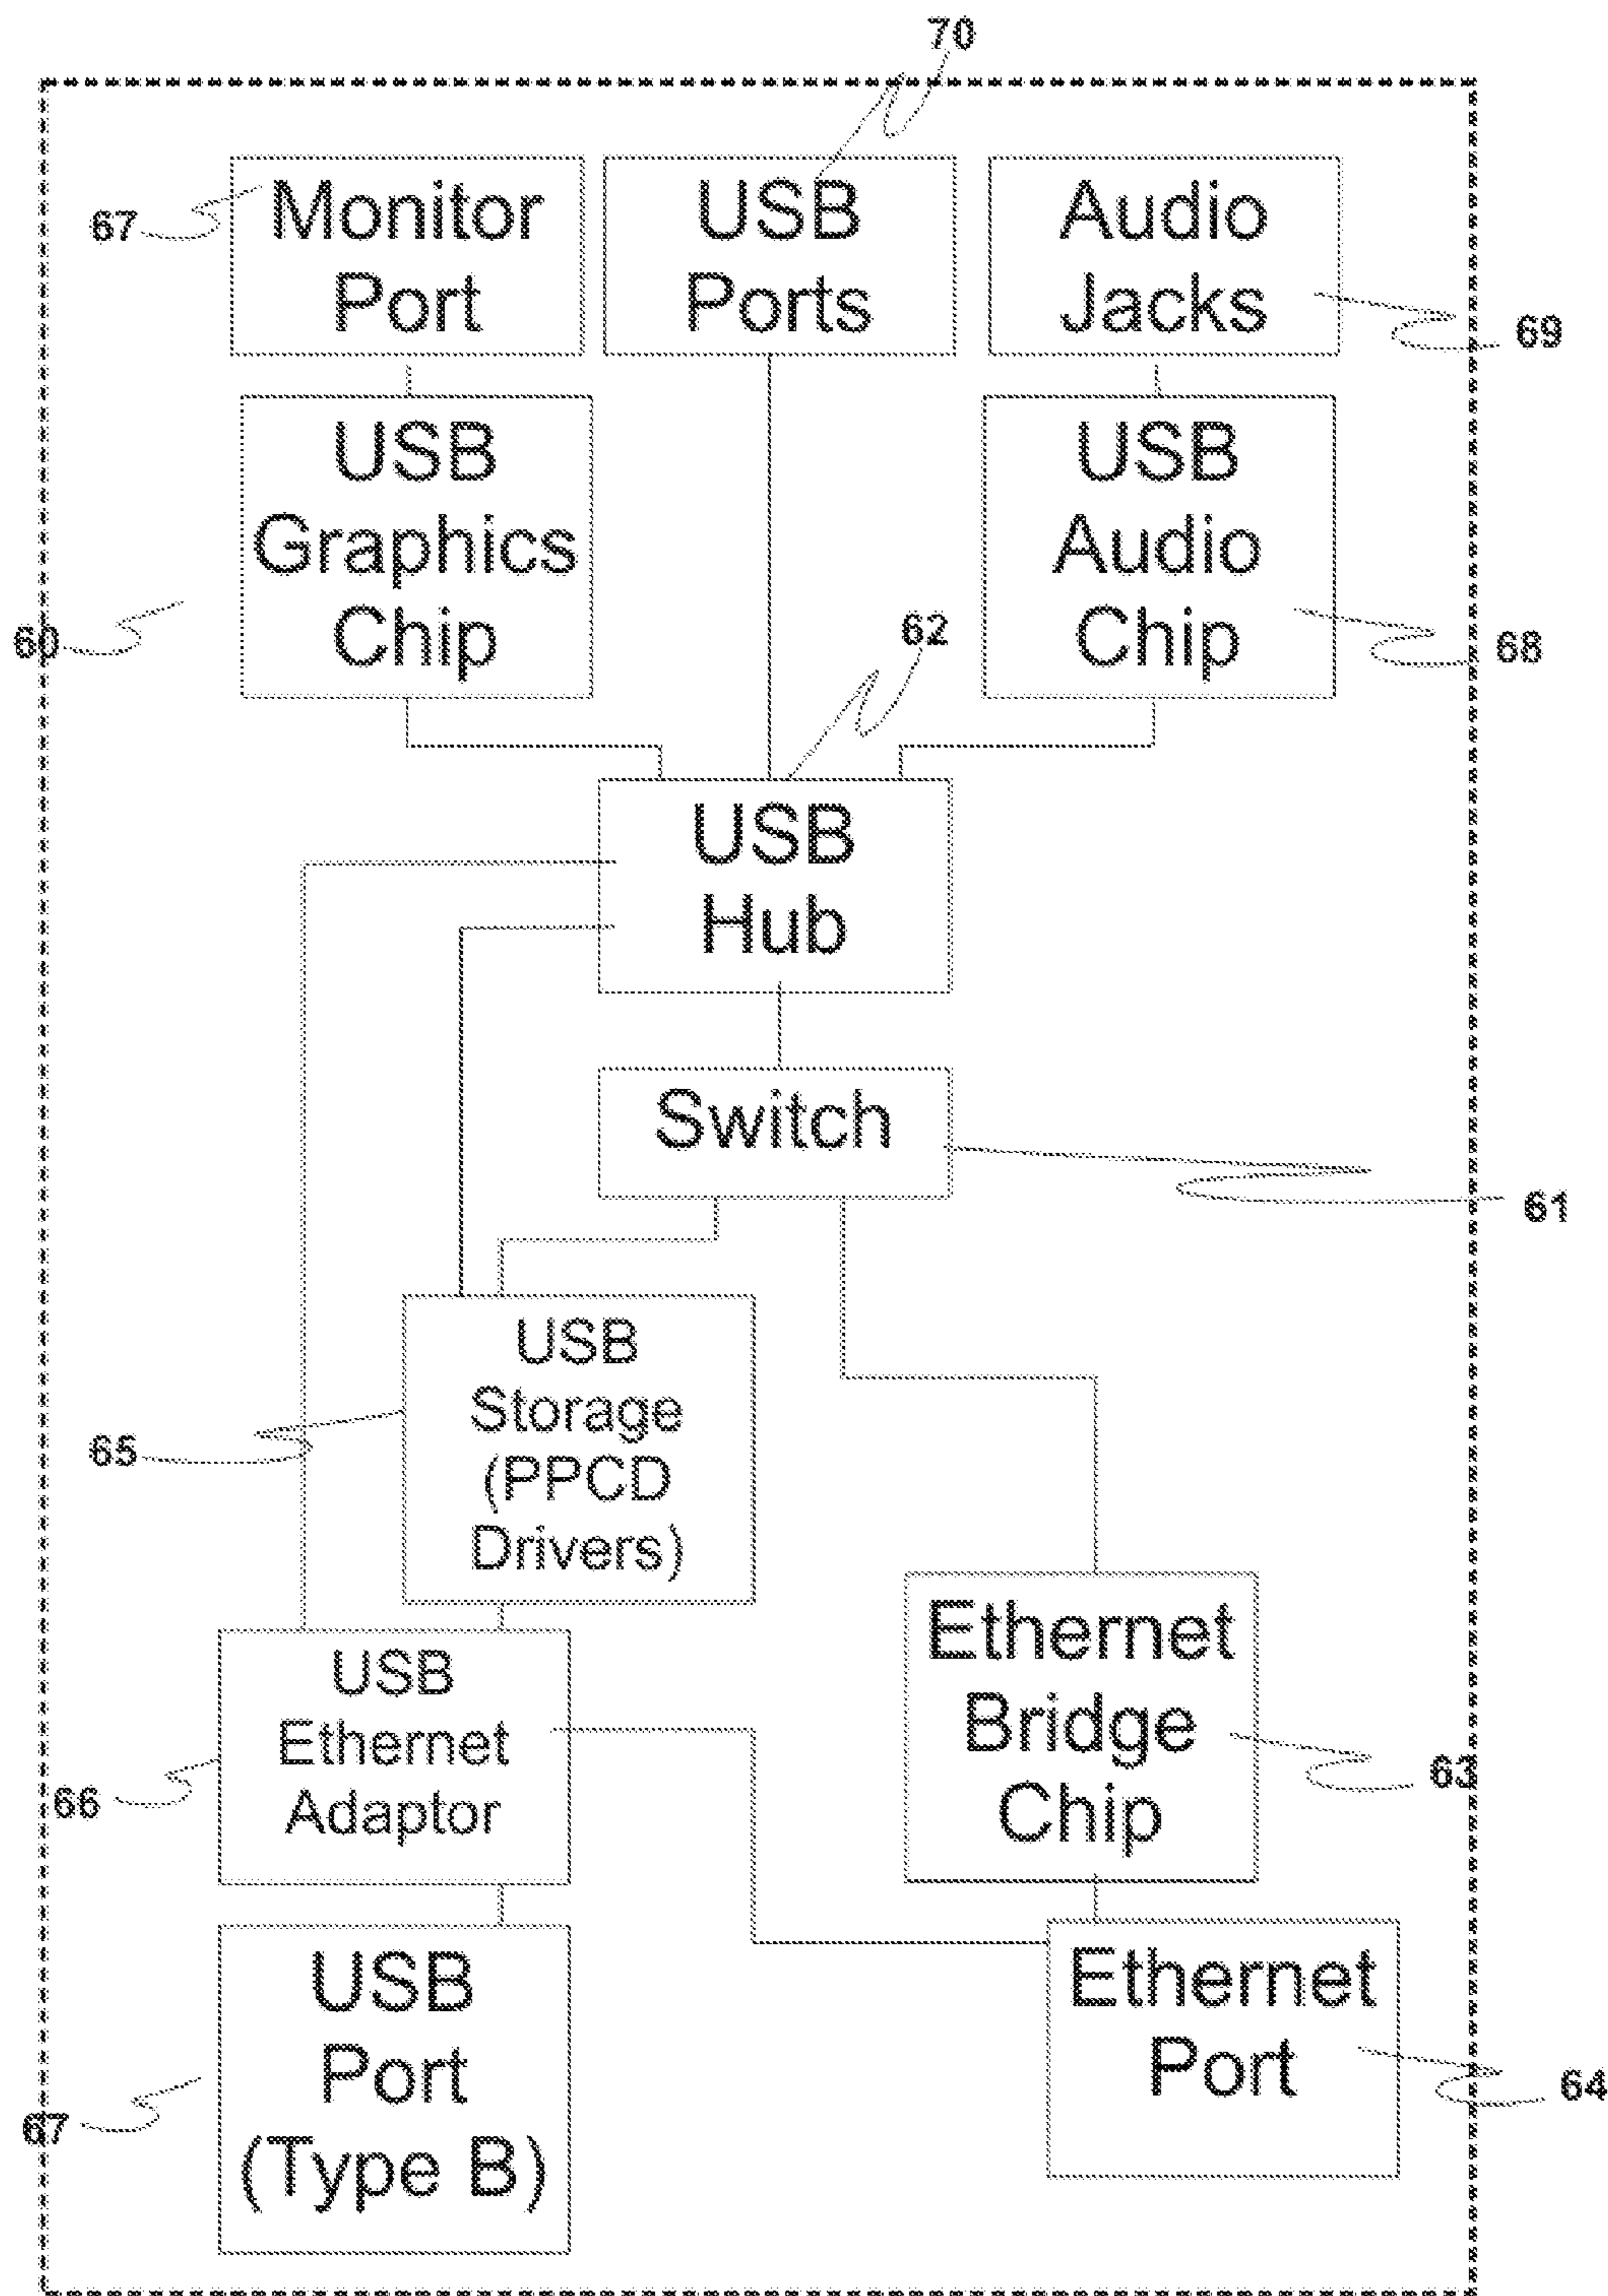 70
67
Monitor
Port
USB
Ports
Audio
Jacks
69
USB
Graphics
Chip
60
62
USB
Audio
Chip
68
USB
Hub
Switch
61
USB
Storage
(PPCD
Drivers)
65
USB
Ethernet
Adaptor
66
Ethernet
Bridge
Chip
63
USB
Port
(Type B)
67
Ethernet
Port
64